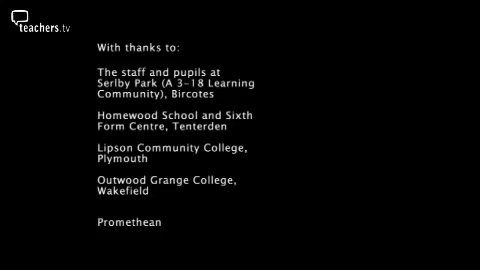 teachers.tv
With thanks to:
The staff and pupils at
Serlby Park (A 3-18 Learning
Community), Bircotes
Homewood School and Sixth
Form Centre, Tenterden
Lipson Community College,
Plymouth
Outwood Grange College,
Wakefield
Promethean